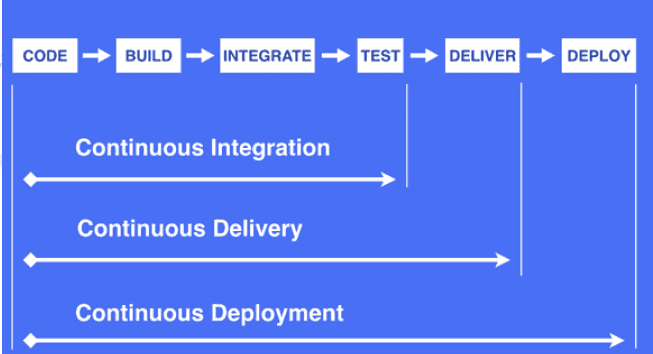 CODE BUILD INTEGRATE TEST DELIVER DEPLOY
Continuous Integration
Continuous Delivery
Continuous Deployment